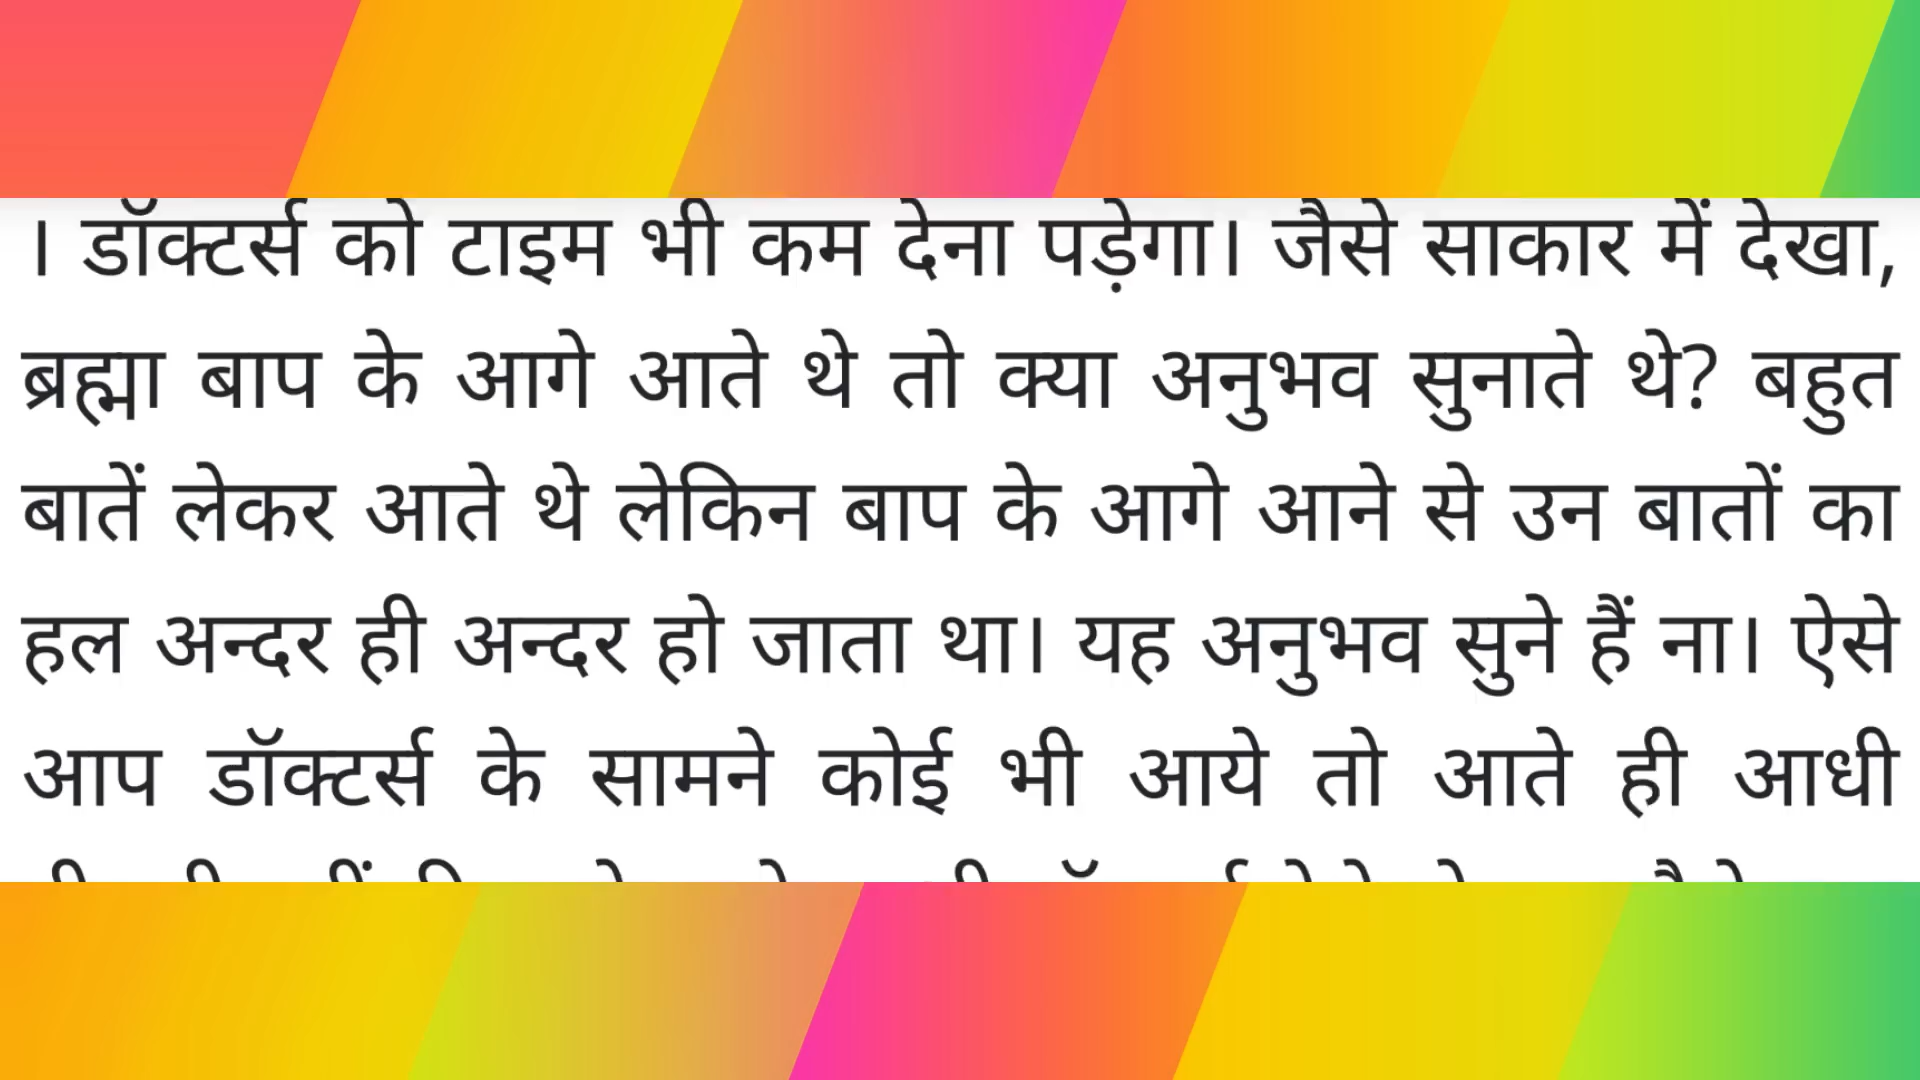 । डॉक्टर्स को टाइम भी कम देना पड़ेगा। जैसे साकार में देखा,
ब्रह्मा बाप के आगे आते थे तो क्या अनुभव सुनाते थे? बहुत
बातें लेकर आते थे लेकिन बाप के आगे आने से उन बातों का
हल अन्दर ही अन्दर हो जाता था। यह अनुभव सुने हैं ना। ऐसे
आप डॉक्टर्स के सामने कोई भी आये तो आते ही आधी